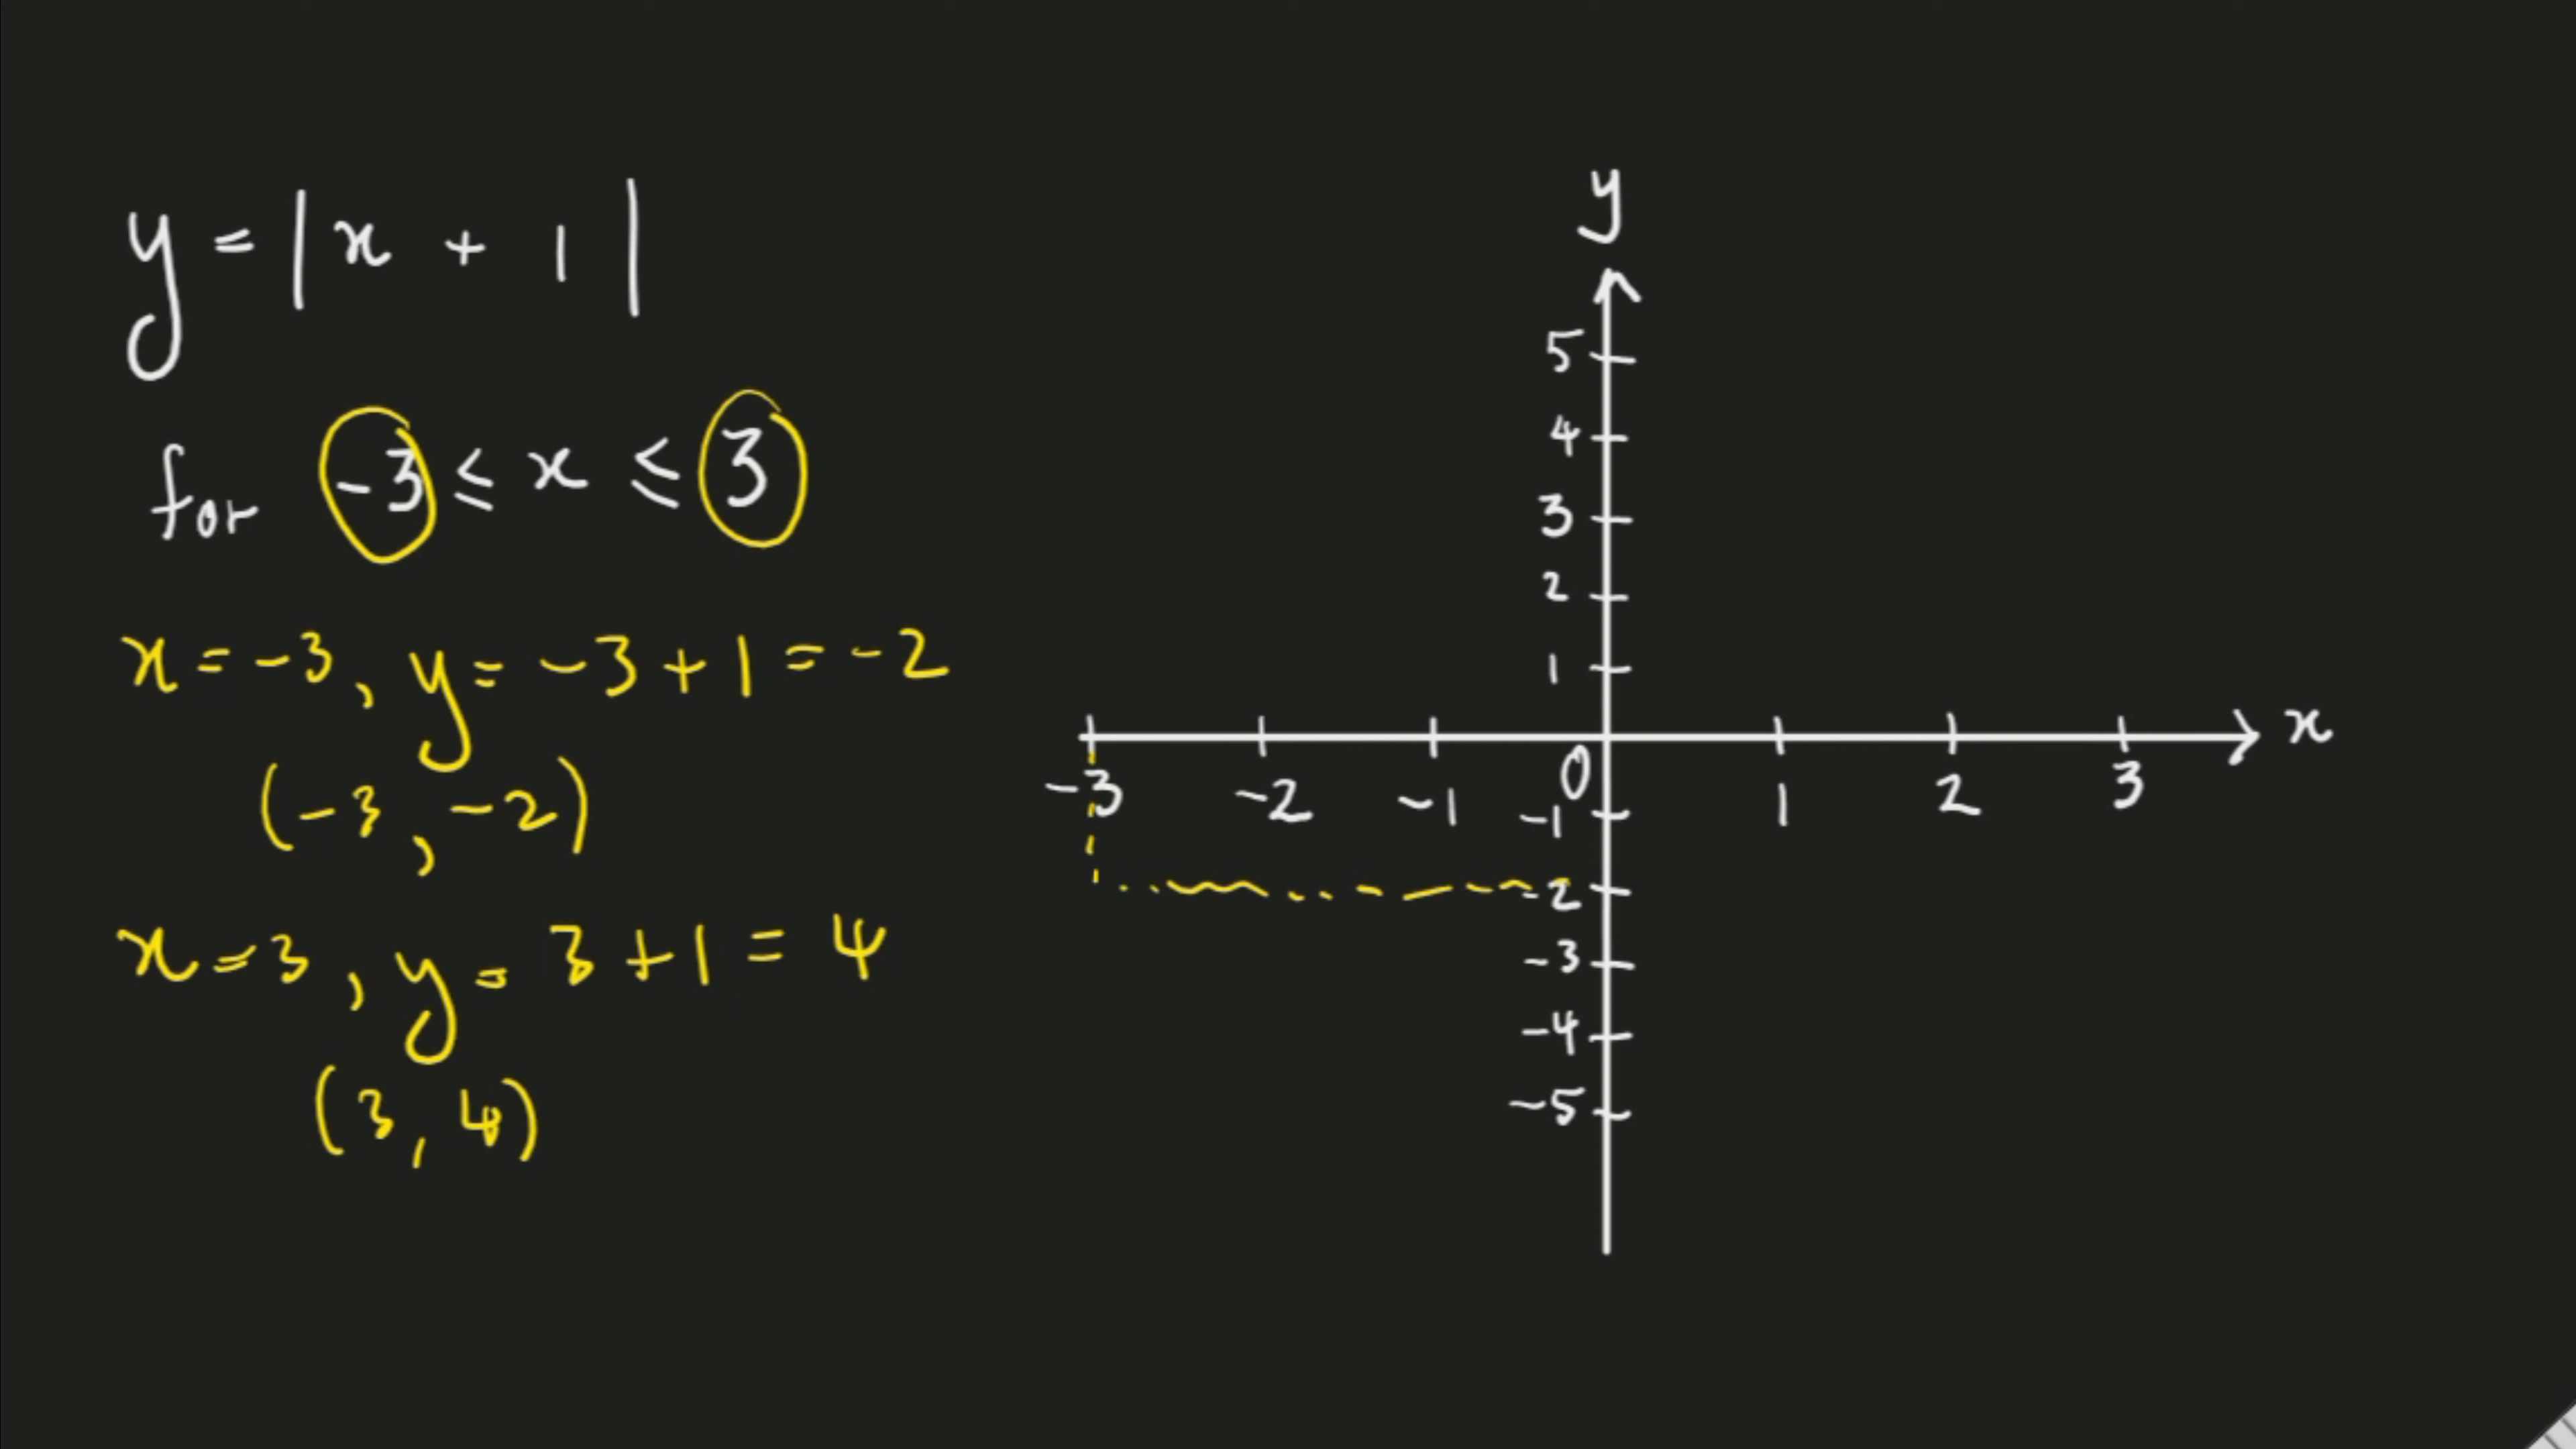 y = |x + 1|
for -3 ≤ x ≤ 3
x = -3, y = -3 + 1 = -2
(-3, -2)
x = 3, y = 3 + 1 = 4
(3, 4)
y
5
4
3
2
1
x
-3 -2 -1 0 1 2 3
-1
-2
-3
-4
-5